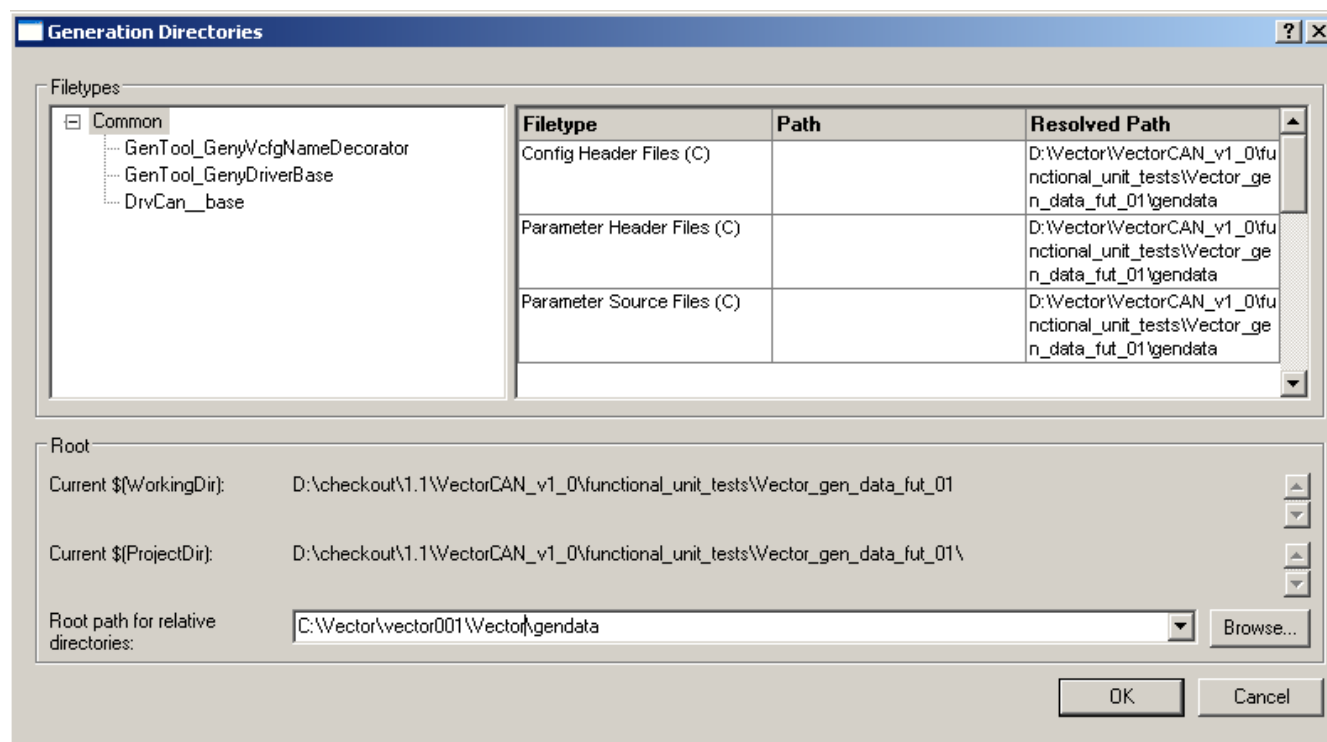 Generation Directories
Filetypes
Common
GenTool_GenyVcfgNameDecorator
GenTool_GenyDriverBase
DrvCan__base
Filetype Path Resolved Path
Config Header Files (C) D:\Vector\VectorCAN_v1_0\fu
nctional_unit_tests\Vector_ge
n_data_fut_01\gendata
Parameter Header Files (C) D:\Vector\VectorCAN_v1_0\fu
nctional_unit_tests\Vector_ge
n_data_fut_01\gendata
Parameter Source Files (C) D:\Vector\VectorCAN_v1_0\fu
nctional_unit_tests\Vector_ge
n_data_fut_01\gendata
Root
Current $(WorkingDir): D:\checkout\1.1\VectorCAN_v1_0\functional_unit_tests\Vector_gen_data_fut_01
Current $(ProjectDir): D:\checkout\1.1\VectorCAN_v1_0\functional_unit_tests\Vector_gen_data_fut_01\
Root path for relative
directories: C:\Vector\vector001\Vector\gendata Browse...
OK Cancel